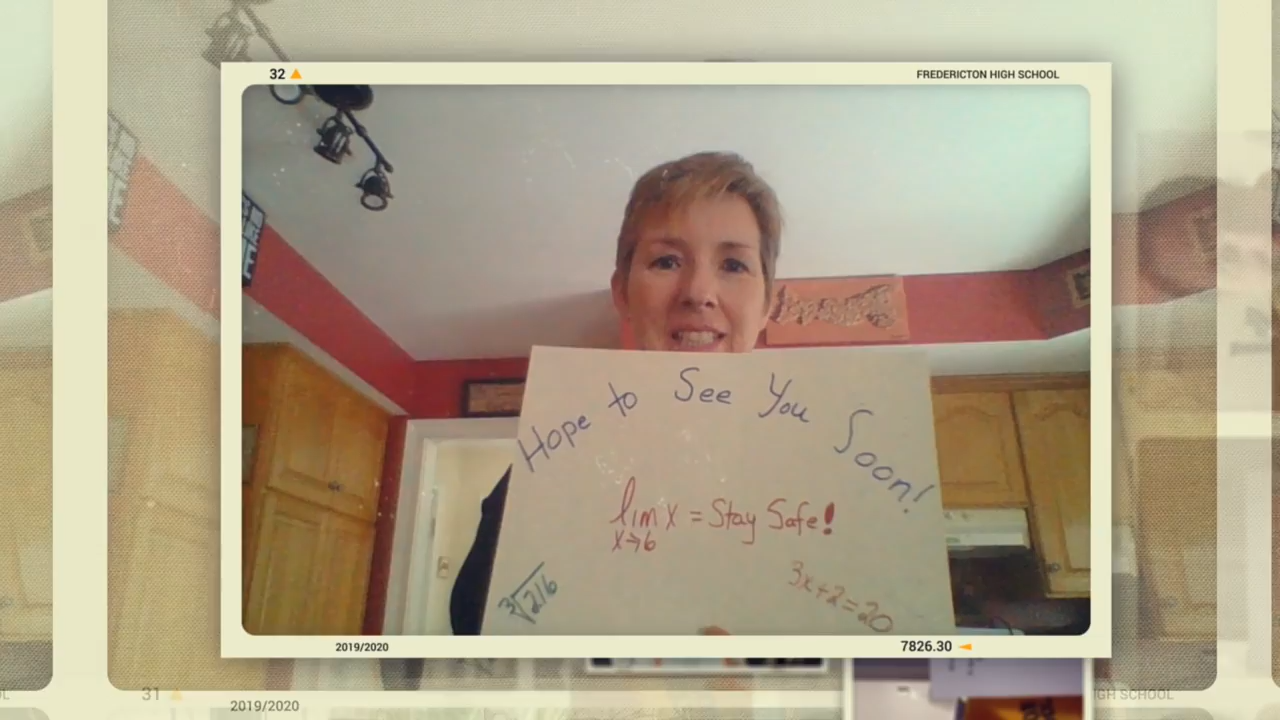 32
FREDERICTON HIGH SCHOOL
Hope to See You Soon!
lim x = Stay Safe!
x→6
∛216
3x+2=20
2019/2020
7826.30
31
IGH SCHOOL
2019/2020